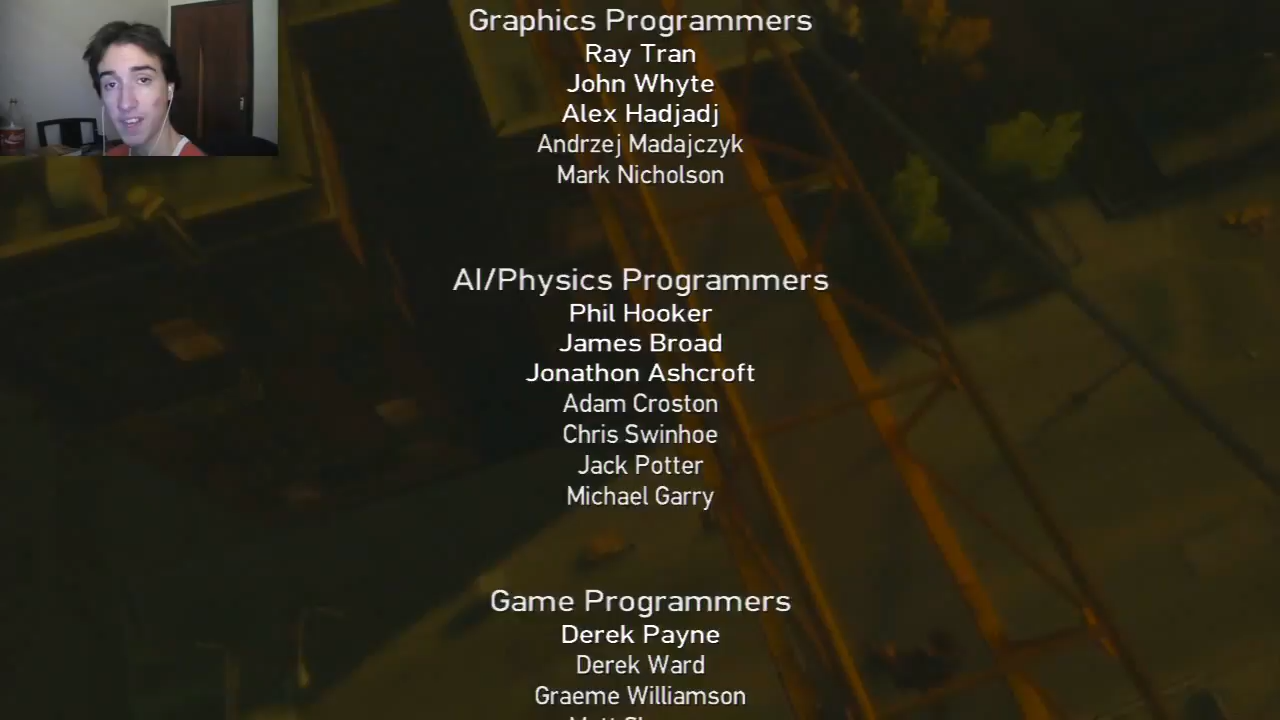 Graphics Programmers
Ray Tran
John Whyte
Alex Hadjadj
Andrzej Madajczyk
Mark Nicholson
AI/Physics Programmers
Phil Hooker
James Broad
Jonathon Ashcroft
Adam Croston
Chris Swinhoe
Jack Potter
Michael Garry
Game Programmers
Derek Payne
Derek Ward
Graeme Williamson